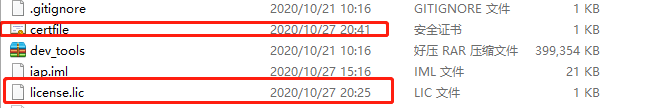 .gitignore 2020/10/21 10:16 GITIGNORE 文件 1 KB
certfile 2020/10/27 20:41 安全证书 1 KB
dev_tools 2020/10/21 10:16 好压 RAR 压缩文件 399,354 KB
iap.iml 2020/10/27 15:16 IML 文件 21 KB
license.lic 2020/10/27 20:25 LIC 文件 1 KB